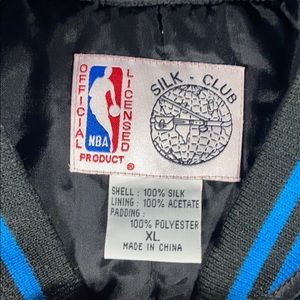 OFFICIAL
LICENSED
NBA
PRODUCT ®
SILK - CLUB
SHELL : 100% SILK
LINING : 100% ACETATE
PADDING :
100% POLYESTER
XL
MADE IN CHINA